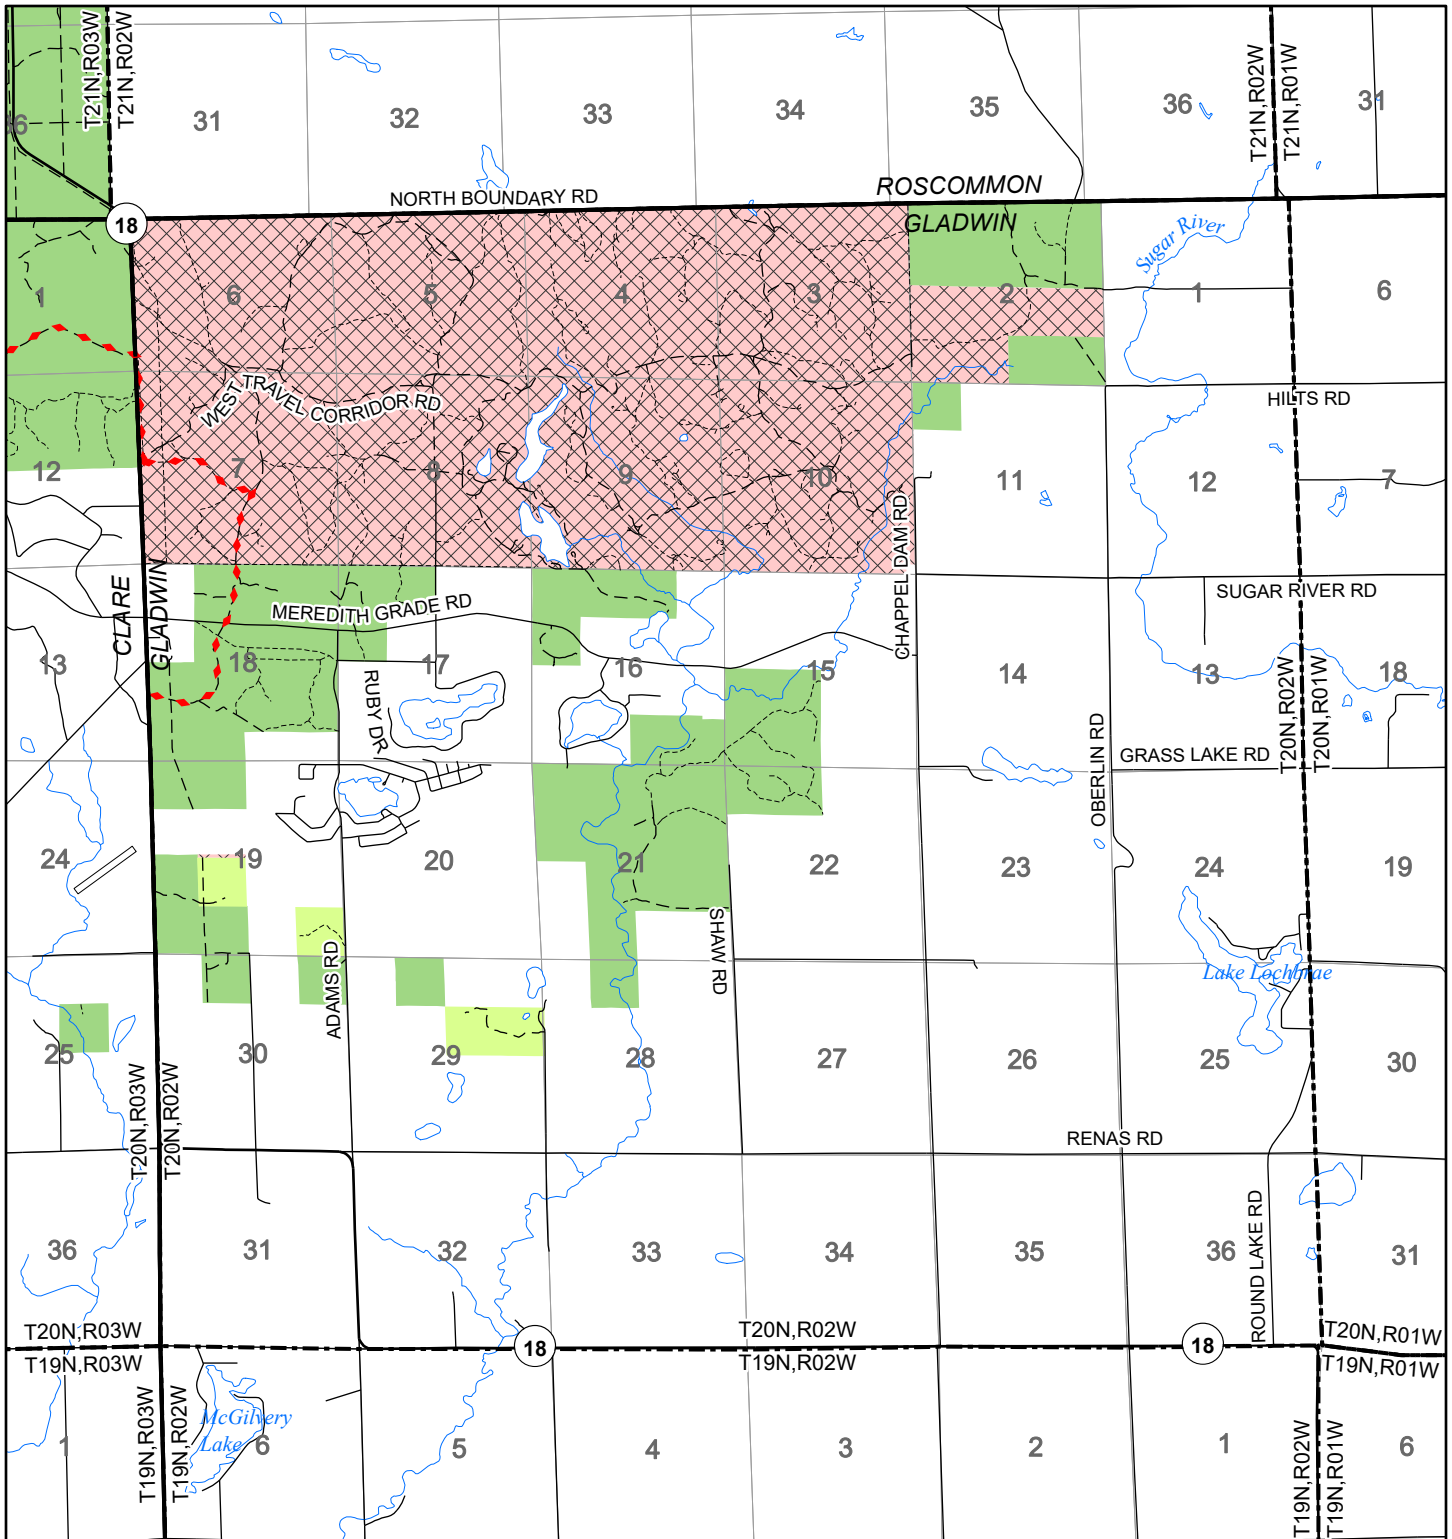 T21N,R03W
T21N,R02W
T21N,R02W
T21N,R01W
36
31
32
33
34
35
36
31
NORTH BOUNDARY RD
ROSCOMMON
GLADWIN
18
Sugar River
1
6
5
4
3
2
1
6
WEST TRAVEL CORRIDOR RD
HILTS RD
12
7
8
9
10
11
12
7
CHAPPEL DAM RD
CLARE
GLADWIN
MEREDITH GRADE RD
SUGAR RIVER RD
13
18
17
16
15
14
13
18
RUBY DR
T20N,R02W
T20N,R01W
OBERLIN RD
GRASS LAKE RD
24
19
20
21
22
23
24
19
SHAW RD
ADAMS RD
Lake Lochbrae
25
30
29
28
27
26
25
30
T20N,R03W
T20N,R02W
RENAS RD
36
31
32
33
34
35
36
31
ROUND LAKE RD
T20N,R03W
T19N,R03W
18
T20N,R02W
T19N,R02W
18
T20N,R01W
T19N,R01W
T19N,R03W
T19N,R02W
McGilvery
Lake
1
6
5
4
3
2
1
6
T19N,R02W
T19N,R01W